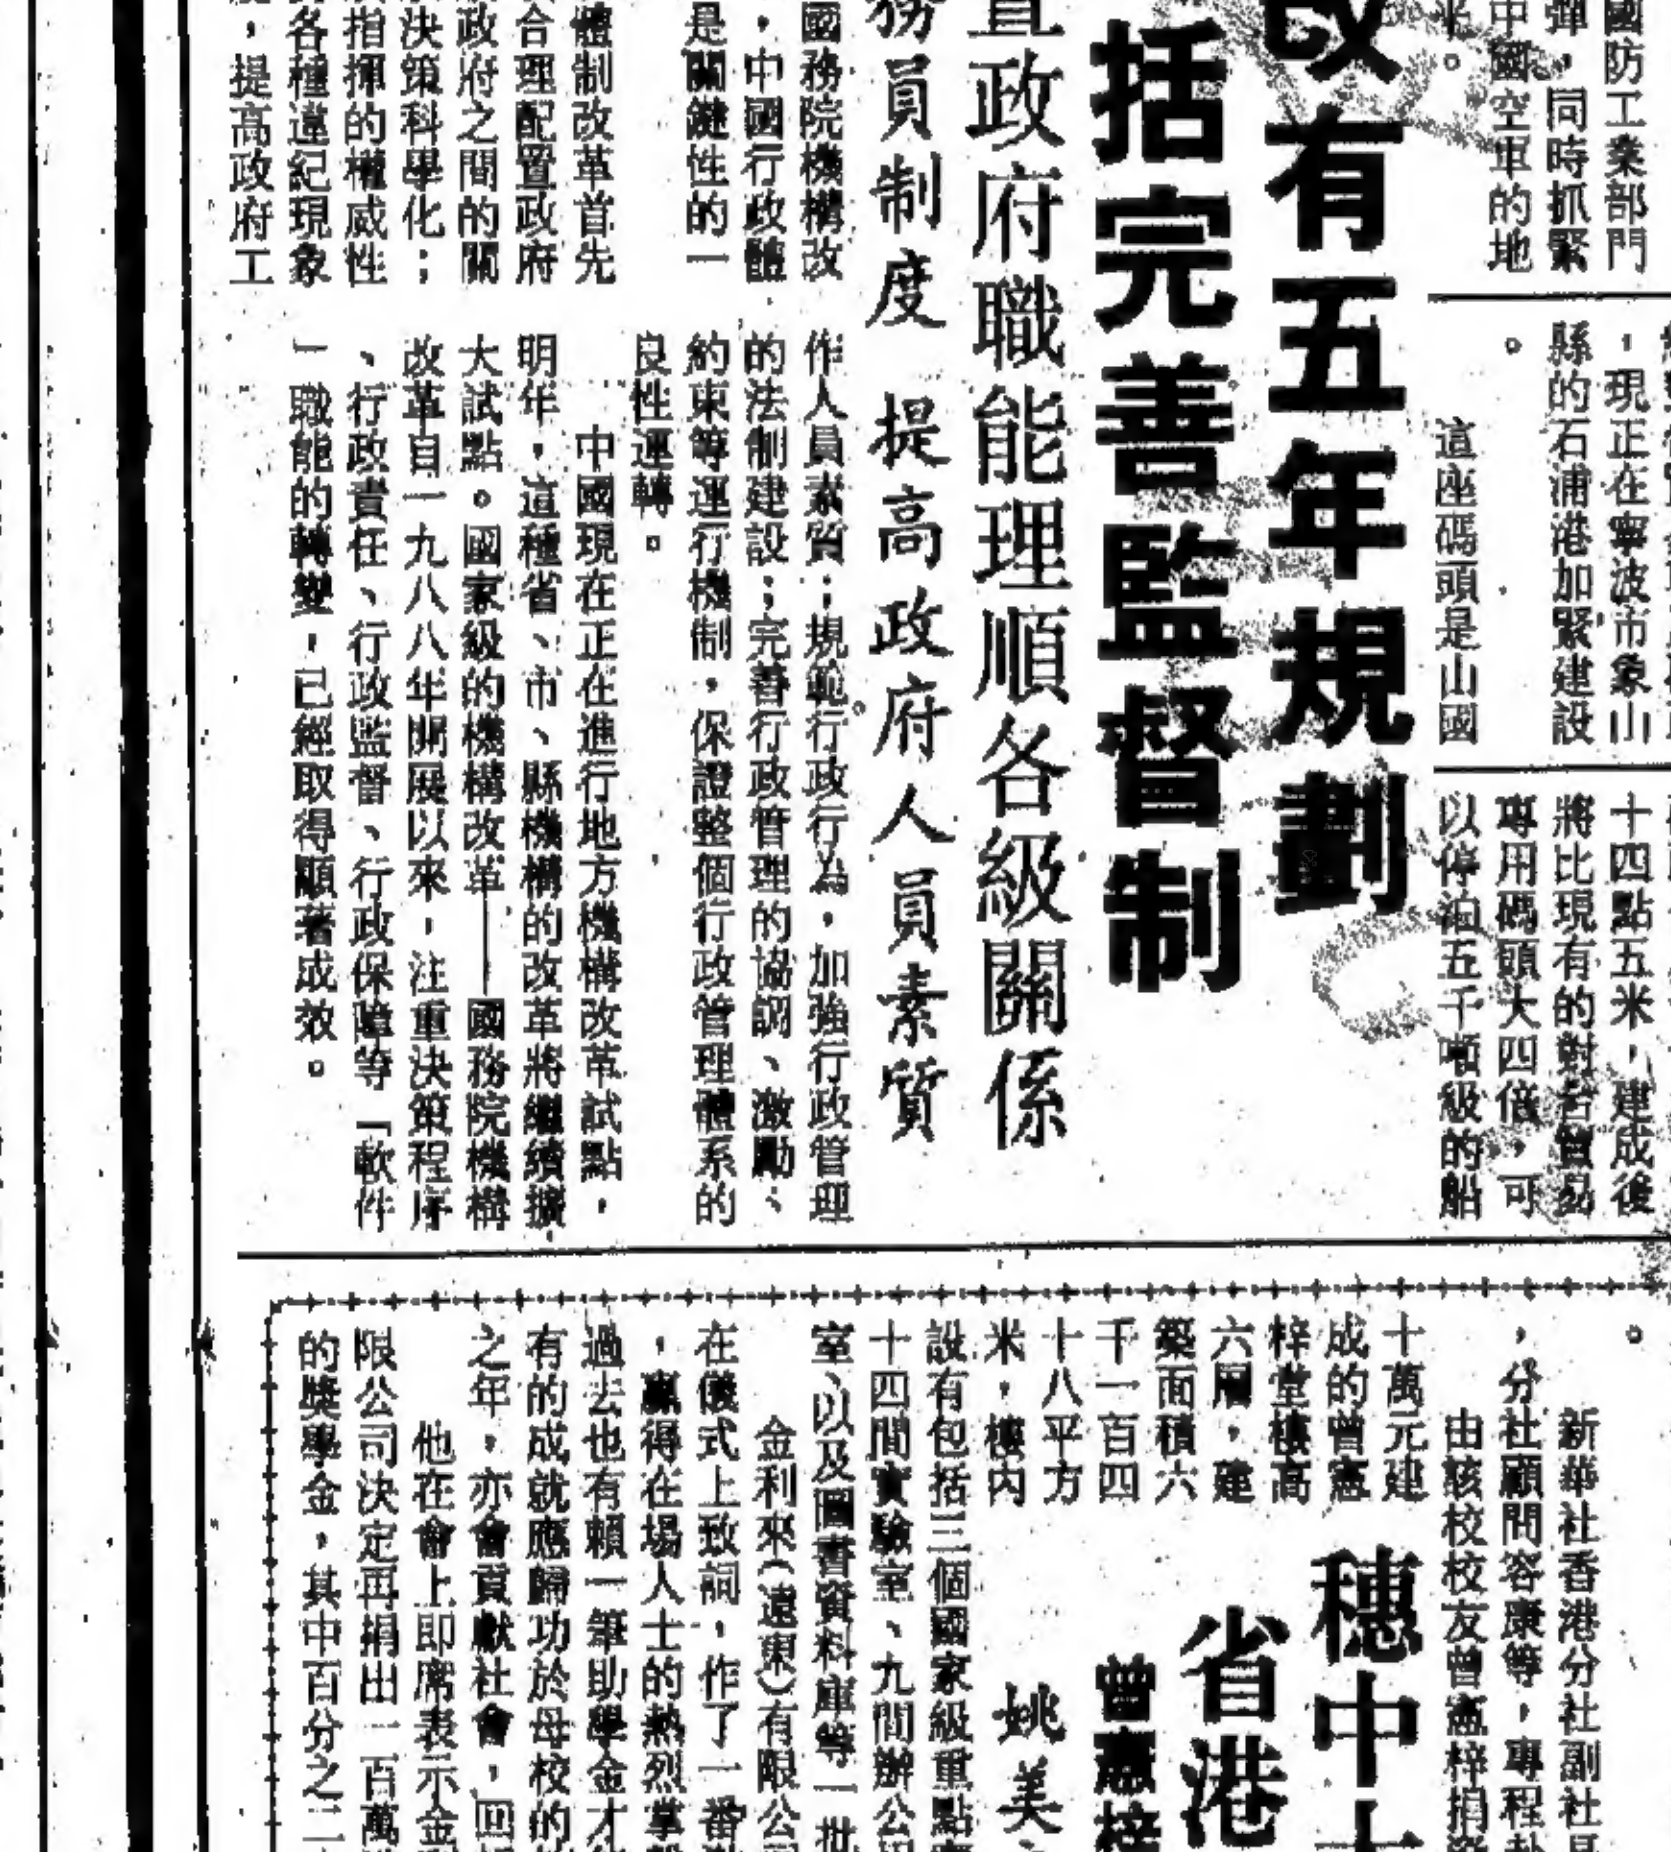 國防工業部門
彈，同時抓緊
中國空軍的地
。
，現正在寧波市象山
縣的石浦港加緊建設
。
這座碼頭是山國
十四點五米，建成後
將比現有的對台貿易
專用碼頭大四倍，可
以停泊五千噸級的船
改有五年規劃
括完善監督制
政府職能理順各級關係
務員制度 提高政府人員素質
國務院機構改
，中國行政體
是關鍵性的一
體制改革首先
合理配置政府
政府之間的關
決策科學化；
指揮的權威性
各種違紀現象
，提高政府工
作人員素質；規範行政行為，加強行政管理
的法制建設；完善行政管理的協調、激勵、
約束等運行機制，保證整個行政管理體系的
良性運轉。
中國現在正在進行地方機構改革試點，
明年，這種省、市、縣機構的改革將繼續擴
大試點。國家級的機構改革——國務院機構
改革自一九八八年開展以來，注重決策程序
、行政責任、行政監督、行政保障等「軟件
」職能的轉變，已經取得顯著成效。
。
新華社香港分社副社
，分社顧問容康等，專程
由該校校友曾憲梓捐
穗中
省港
曾憲梓
姚美
十萬元建
成的曾憲
梓堂樓高
六層，建
築面積六
千一百四
十八平方
米，樓內
設有包括三個國家級重點
十四間實驗室、九間辦公
室、以及圖書資料庫等一批
金利來（遠東）有限公
在儀式上致詞，作了一番
，贏得在場人士的熱烈掌
過去也有賴一筆助學金才
有的成就應歸功於母校的
之年，亦會貢獻社會，回
他在會上即席表示金
限公司決定再捐出一百萬
的獎學金，其中百分之二